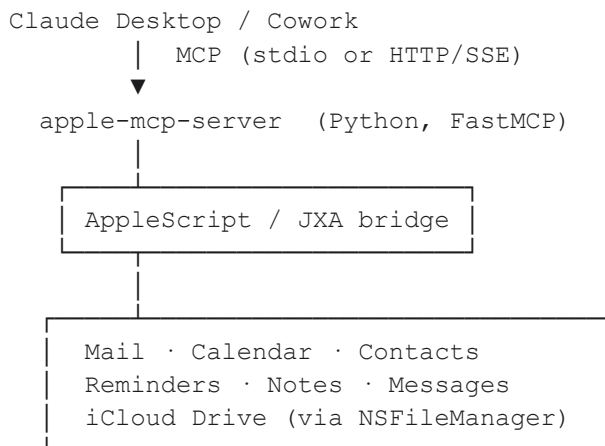 Claude Desktop / Cowork
MCP (stdio or HTTP/SSE)
apple-mcp-server (Python, FastMCP)
AppleScript / JXA bridge
Mail · Calendar · Contacts
Reminders · Notes · Messages
iCloud Drive (via NSFileManager)